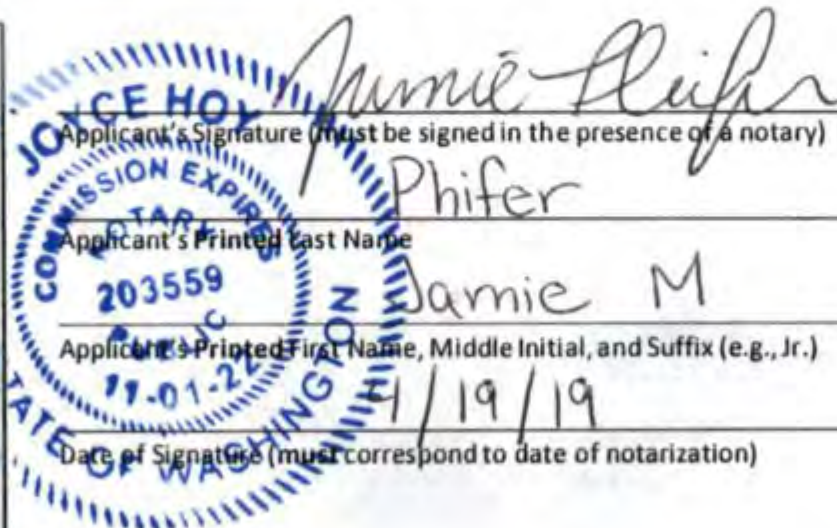 Jamie Phifer
Applicant's Signature (must be signed in the presence of a notary)
Phifer
Applicant's Printed Last Name
Jamie M
Applicant's Printed First Name, Middle Initial, and Suffix (e.g., Jr.)
4/19/19
Date of Signature (must correspond to date of notarization)
JOYCE HOY
COMMISSION EXPIRES
NOTARY
203559
PUBLIC
11-01-22
STATE OF WASHINGTON